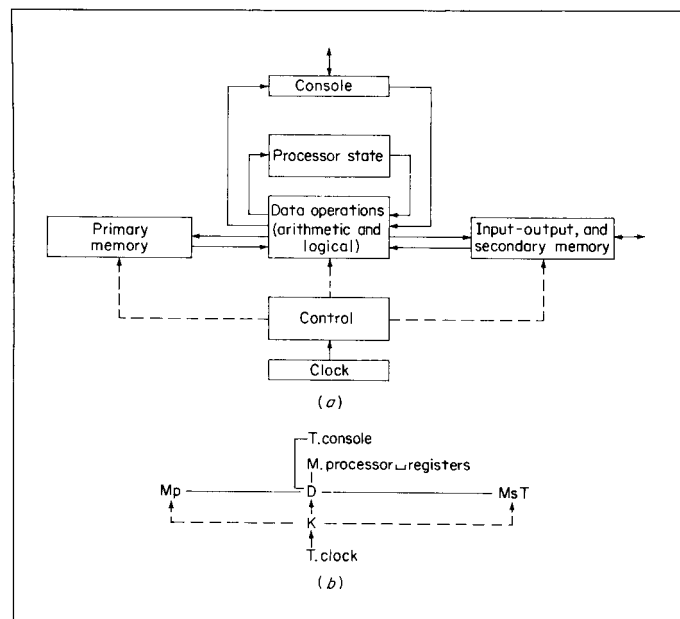 Console
Processor state
Data operations
(arithmetic and
logical)
Primary
memory
Input-output, and
secondary memory
Control
Clock
(a)
T.console
M.processor␣registers
Mp
D
MsT
K
T.clock
(b)